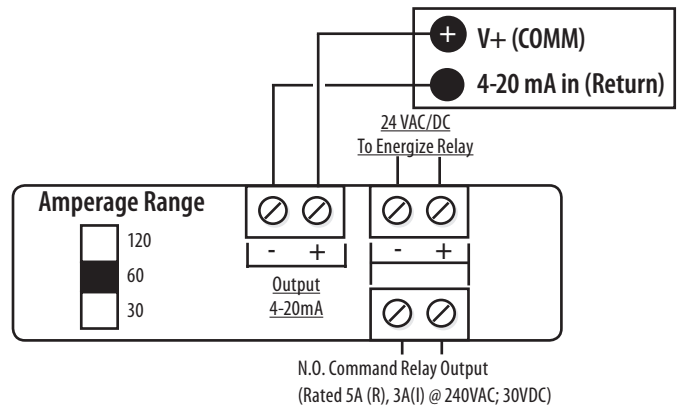 + V+ (COMM)
4-20 mA in (Return)
24 VAC/DC
To Energize Relay
Amperage Range
120
60
30
- +
Output
4-20mA
- +
N.O. Command Relay Output
(Rated 5A (R), 3A(I) @ 240VAC; 30VDC)